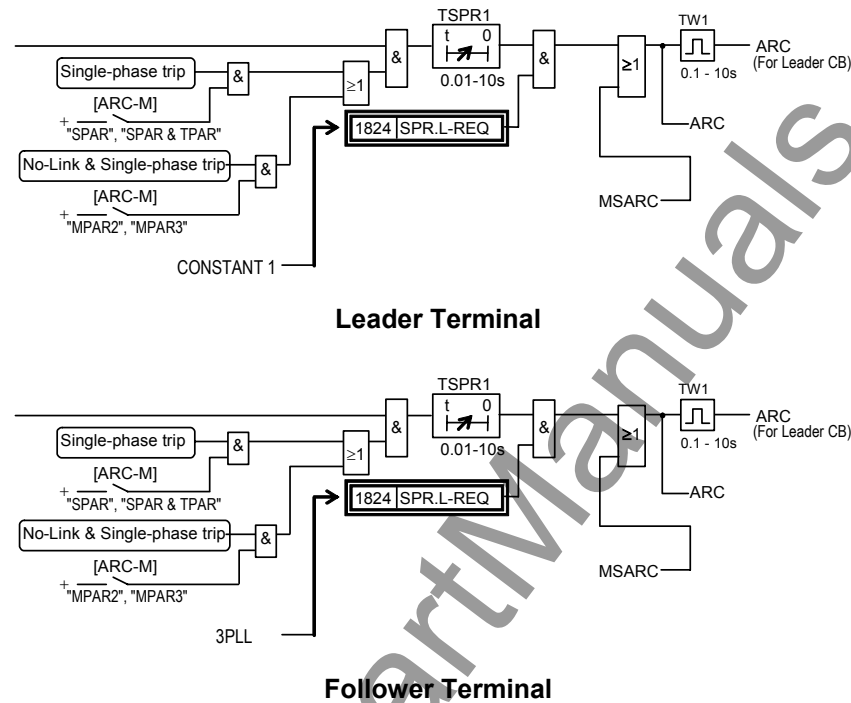 TSPR1
t 0
0.01-10s
&
&
≥1
TW1
0.1 - 10s
ARC
(For Leader CB)
Single-phase trip
&
≥1
[ARC-M]
+
"SPAR", "SPAR & TPAR"
1824 SPR.L-REQ
ARC
No-Link & Single-phase trip
&
[ARC-M]
+
"MPAR2", "MPAR3"
MSARC
CONSTANT 1
Leader Terminal
TSPR1
t 0
0.01-10s
&
&
≥1
TW1
0.1 - 10s
ARC
(For Leader CB)
Single-phase trip
&
≥1
[ARC-M]
+
"SPAR", "SPAR & TPAR"
1824 SPR.L-REQ
ARC
No-Link & Single-phase trip
&
[ARC-M]
+
"MPAR2", "MPAR3"
MSARC
3PLL
Follower Terminal